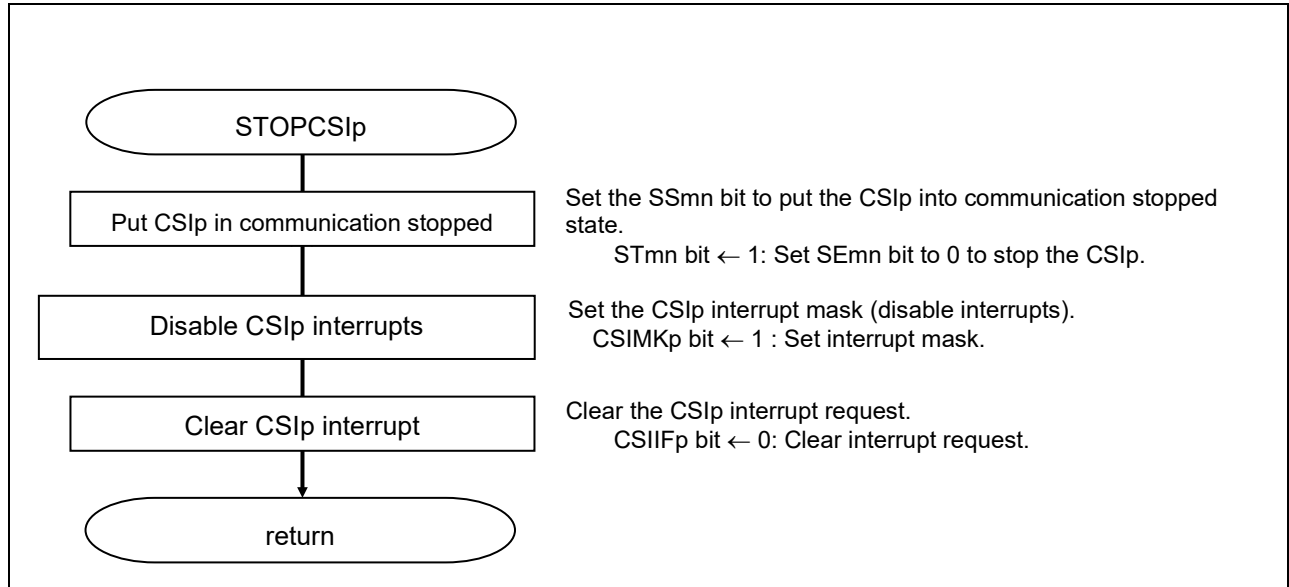 STOPCSIp
Put CSIp in communication stopped
Set the SSmn bit to put the CSIp into communication stopped
state.
STmn bit ← 1: Set SEmn bit to 0 to stop the CSIp.
Disable CSIp interrupts
Set the CSIp interrupt mask (disable interrupts).
CSIMKp bit ← 1 : Set interrupt mask.
Clear CSIp interrupt
Clear the CSIp interrupt request.
CSIIFp bit ← 0: Clear interrupt request.
return